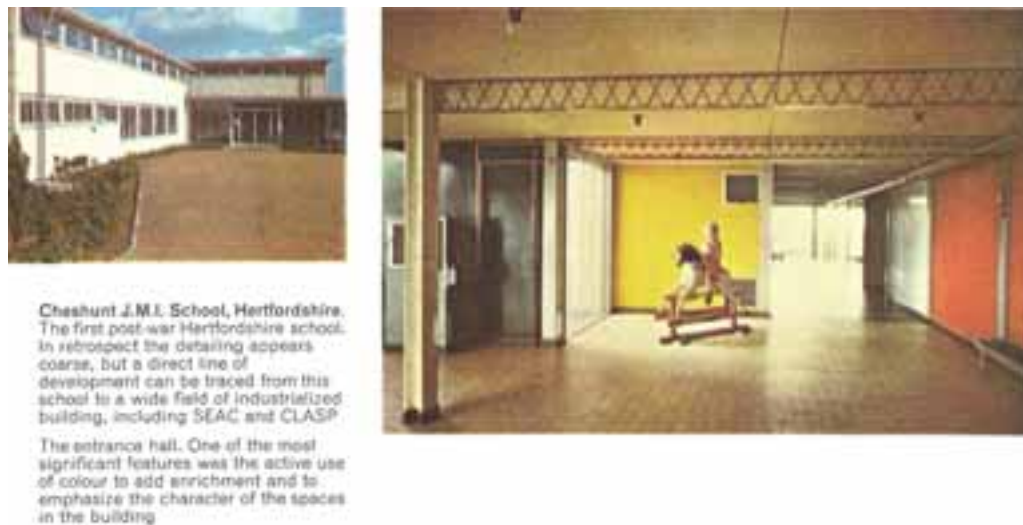 Cheshunt J.M.I. School, Hertfordshire.
The first post-war Hertfordshire school.
In retrospect the detailing appears
coarse, but a direct line of
development can be traced from this
school to a wide field of industrialized
building, including SEAC and CLASP
The entrance hall. One of the most
significant features was the active use
of colour to add enrichment and to
emphasize the character of the spaces
in the building